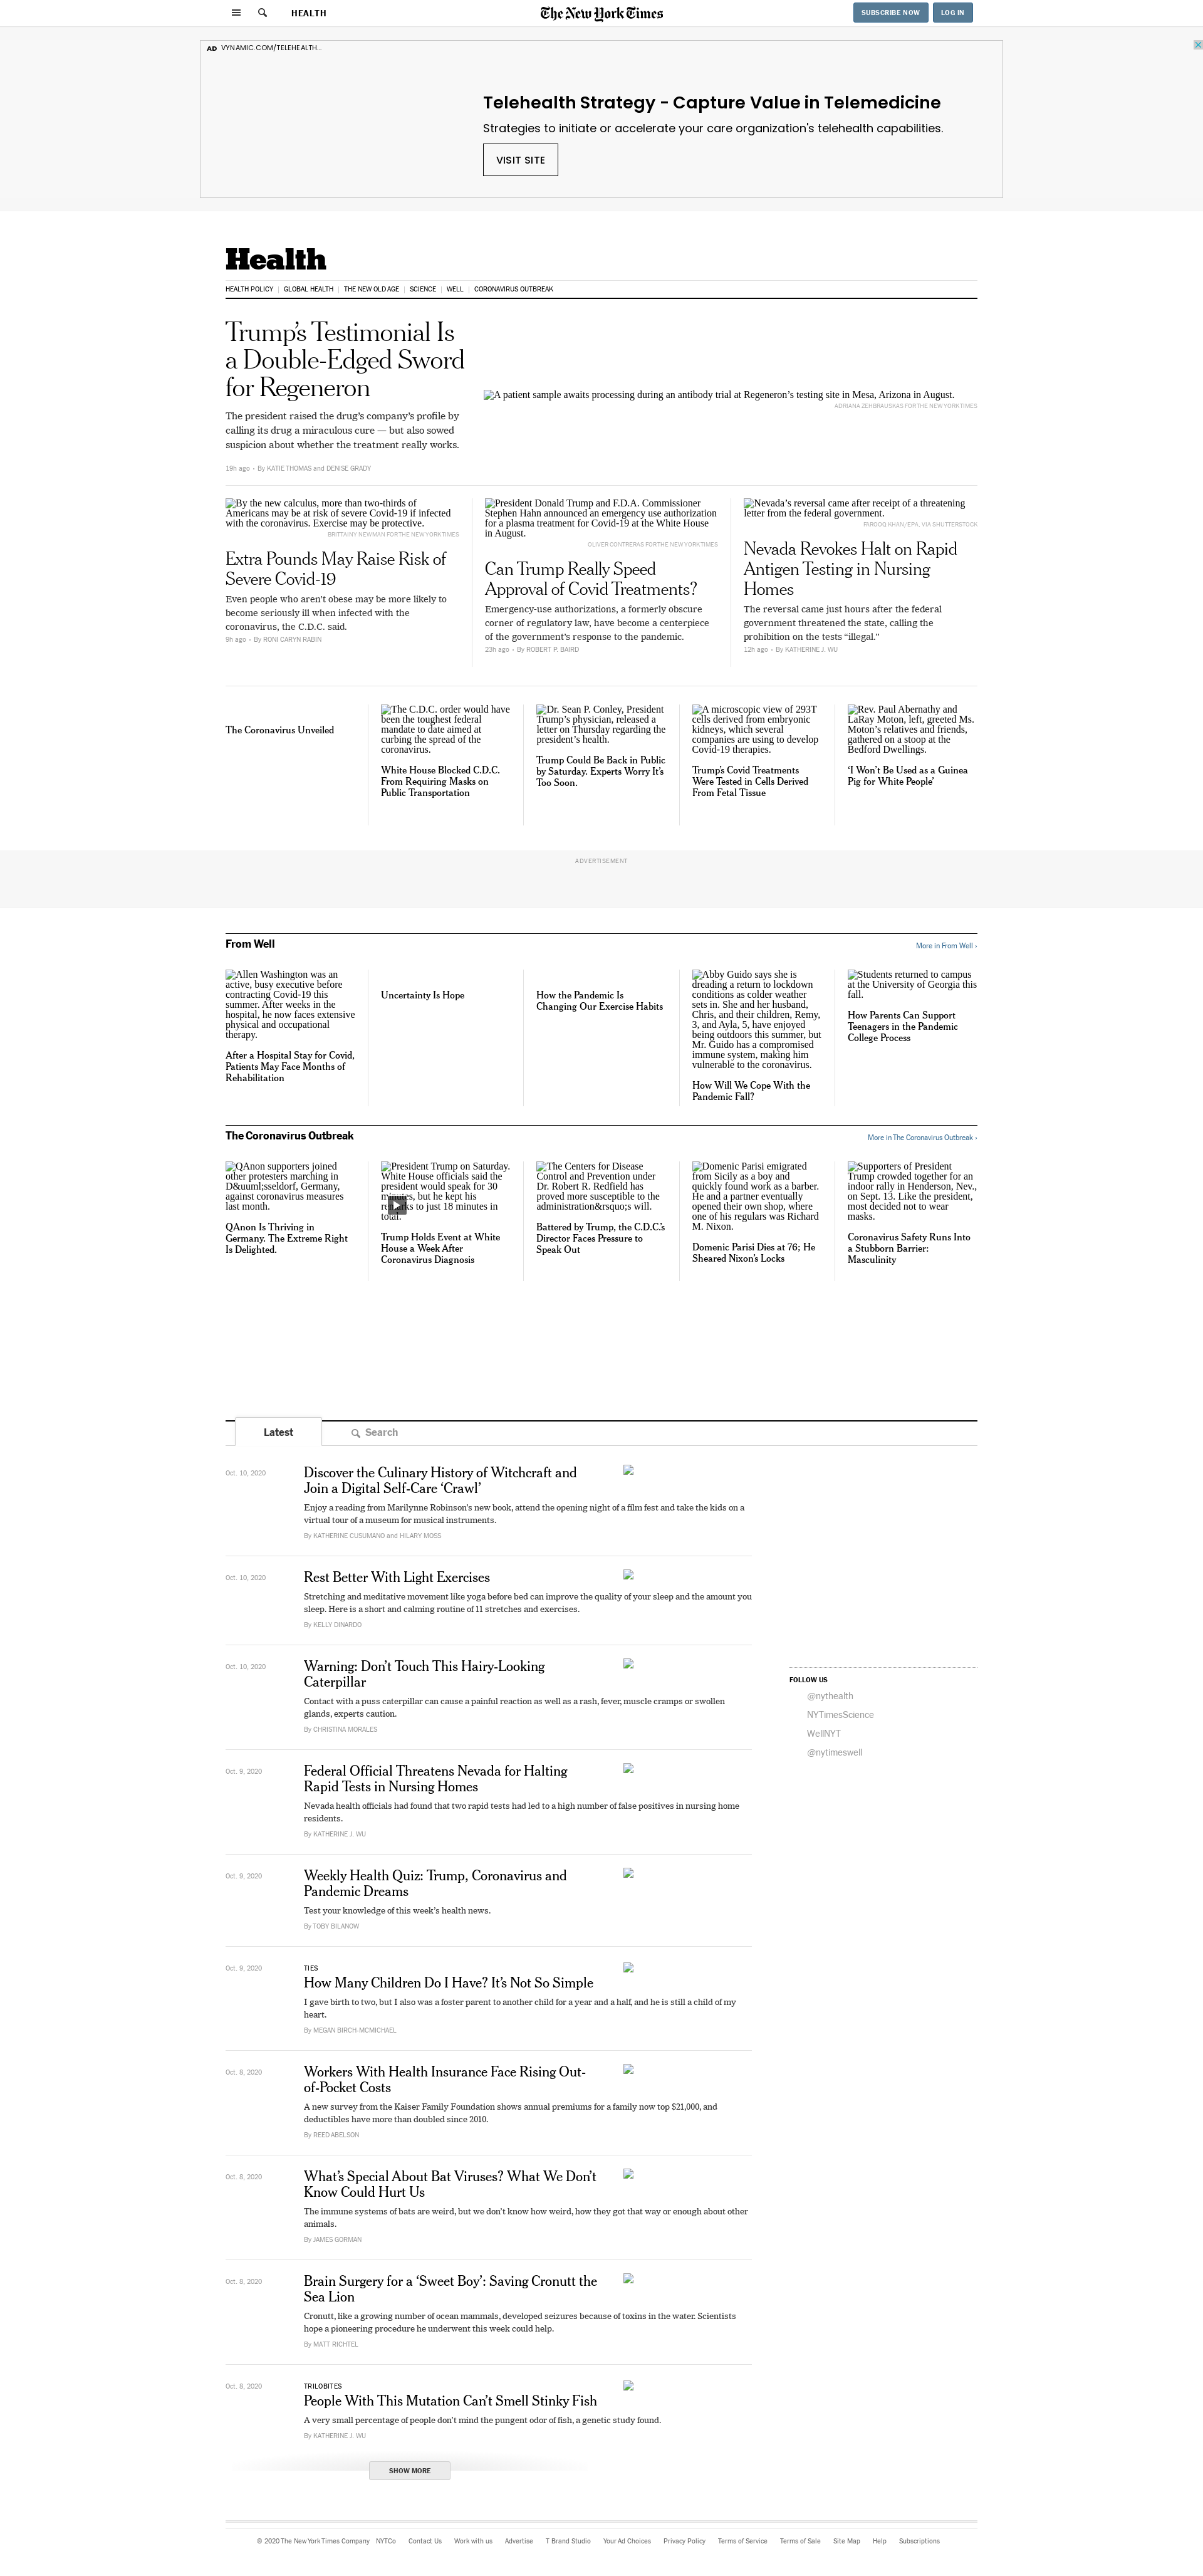 HEALTH
The New York Times
SUBSCRIBE NOW
LOG IN
AD VYNAMIC.COM/TELEHEALTH...
Telehealth Strategy - Capture Value in Telemedicine
Strategies to initiate or accelerate your care organization's telehealth capabilities.
VISIT SITE
Health
HEALTH POLICY | GLOBAL HEALTH | THE NEW OLD AGE | SCIENCE | WELL | CORONAVIRUS OUTBREAK
Trump's Testimonial Is
a Double-Edged Sword
for Regeneron
The president raised the drug's company's profile by
calling its drug a miraculous cure — but also sowed
suspicion about whether the treatment really works.
19h ago • By KATIE THOMAS and DENISE GRADY
A patient sample awaits processing during an antibody trial at Regeneron's testing site in Mesa, Arizona in August.
ADRIANA ZEHBRAUSKAS FOR THE NEW YORK TIMES
By the new calculus, more than two-thirds of
Americans may be at risk of severe Covid-19 if infected
with the coronavirus. Exercise may be protective.
BRITTAINY NEWMAN FOR THE NEW YORK TIMES
Extra Pounds May Raise Risk of
Severe Covid-19
Even people who aren't obese may be more likely to
become seriously ill when infected with the
coronavirus, the C.D.C. said.
9h ago • By RONI CARYN RABIN
President Donald Trump and F.D.A. Commissioner
Stephen Hahn announced an emergency use authorization
for a plasma treatment for Covid-19 at the White House
in August.
OLIVER CONTRERAS FOR THE NEW YORK TIMES
Can Trump Really Speed
Approval of Covid Treatments?
Emergency-use authorizations, a formerly obscure
corner of regulatory law, have become a centerpiece
of the government's response to the pandemic.
23h ago • By ROBERT P. BAIRD
Nevada's reversal came after receipt of a threatening
letter from the federal government.
FAROOQ KHAN/EPA, VIA SHUTTERSTOCK
Nevada Revokes Halt on Rapid
Antigen Testing in Nursing
Homes
The reversal came just hours after the federal
government threatened the state, calling the
prohibition on the tests "illegal."
12h ago • By KATHERINE J. WU
The Coronavirus Unveiled
The C.D.C. order would have
been the toughest federal
mandate to date aimed at
curbing the spread of the
coronavirus.
White House Blocked C.D.C.
From Requiring Masks on
Public Transportation
Dr. Sean P. Conley, President
Trump's physician, released a
letter on Thursday regarding the
president's health.
Trump Could Be Back in Public
by Saturday. Experts Worry It's
Too Soon.
A microscopic view of 293T
cells derived from embryonic
kidneys, which several
companies are using to develop
Covid-19 therapies.
Trump's Covid Treatments
Were Tested in Cells Derived
From Fetal Tissue
Rev. Paul Abernathy and
LaRay Moton, left, greeted Ms.
Moton's relatives and friends,
gathered on a stoop at the
Bedford Dwellings.
'I Won't Be Used as a Guinea
Pig for White People'
ADVERTISEMENT
From Well
More in From Well ›
Allen Washington was an
active, busy executive before
contracting Covid-19 this
summer. After weeks in the
hospital, he now faces extensive
physical and occupational
therapy.
After a Hospital Stay for Covid,
Patients May Face Months of
Rehabilitation
Uncertainty Is Hope
How the Pandemic Is
Changing Our Exercise Habits
Abby Guido says she is
dreading a return to lockdown
conditions as colder weather
sets in. She and her husband,
Chris, and their children, Remy,
3, and Ayla, 5, have enjoyed
being outdoors this summer, but
Mr. Guido has a compromised
immune system, making him
vulnerable to the coronavirus.
How Will We Cope With the
Pandemic Fall?
Students returned to campus
at the University of Georgia this
fall.
How Parents Can Support
Teenagers in the Pandemic
College Process
The Coronavirus Outbreak
More in The Coronavirus Outbreak ›
QAnon supporters joined
other protesters marching in
D&uuml;sseldorf, Germany,
against coronavirus measures
last month.
QAnon Is Thriving in
Germany. The Extreme Right
Is Delighted.
President Trump on Saturday.
White House officials said the
president would speak for 30
minutes, but he kept his
remarks to just 18 minutes in
total.
Trump Holds Event at White
House a Week After
Coronavirus Diagnosis
The Centers for Disease
Control and Prevention under
Dr. Robert R. Redfield has
proved more susceptible to the
administration&rsquo;s will.
Battered by Trump, the C.D.C.'s
Director Faces Pressure to
Speak Out
Domenic Parisi emigrated
from Sicily as a boy and
quickly found work as a barber.
He and a partner eventually
opened their own shop, where
one of his regulars was Richard
M. Nixon.
Domenic Parisi Dies at 76; He
Sheared Nixon's Locks
Supporters of President
Trump crowded together for an
indoor rally in Henderson, Nev.,
on Sept. 13. Like the president,
most decided not to wear
masks.
Coronavirus Safety Runs Into
a Stubborn Barrier:
Masculinity
Latest
Search
Oct. 10, 2020
Discover the Culinary History of Witchcraft and
Join a Digital Self-Care 'Crawl'
Enjoy a reading from Marilynne Robinson's new book, attend the opening night of a film fest and take the kids on a
virtual tour of a museum for musical instruments.
By KATHERINE CUSUMANO and HILARY MOSS
Oct. 10, 2020
Rest Better With Light Exercises
Stretching and meditative movement like yoga before bed can improve the quality of your sleep and the amount you
sleep. Here is a short and calming routine of 11 stretches and exercises.
By KELLY DINARDO
Oct. 10, 2020
Warning: Don't Touch This Hairy-Looking
Caterpillar
Contact with a puss caterpillar can cause a painful reaction as well as a rash, fever, muscle cramps or swollen
glands, experts caution.
By CHRISTINA MORALES
FOLLOW US
@nythealth
NYTimesScience
WellNYT
@nytimeswell
Oct. 9, 2020
Federal Official Threatens Nevada for Halting
Rapid Tests in Nursing Homes
Nevada health officials had found that two rapid tests had led to a high number of false positives in nursing home
residents.
By KATHERINE J. WU
Oct. 9, 2020
Weekly Health Quiz: Trump, Coronavirus and
Pandemic Dreams
Test your knowledge of this week's health news.
By TOBY BILANOW
Oct. 9, 2020
TIES
How Many Children Do I Have? It's Not So Simple
I gave birth to two, but I also was a foster parent to another child for a year and a half, and he is still a child of my
heart.
By MEGAN BIRCH-MCMICHAEL
Oct. 8, 2020
Workers With Health Insurance Face Rising Out-
of-Pocket Costs
A new survey from the Kaiser Family Foundation shows annual premiums for a family now top $21,000, and
deductibles have more than doubled since 2010.
By REED ABELSON
Oct. 8, 2020
What's Special About Bat Viruses? What We Don't
Know Could Hurt Us
The immune systems of bats are weird, but we don't know how weird, how they got that way or enough about other
animals.
By JAMES GORMAN
Oct. 8, 2020
Brain Surgery for a 'Sweet Boy': Saving Cronutt the
Sea Lion
Cronutt, like a growing number of ocean mammals, developed seizures because of toxins in the water. Scientists
hope a pioneering procedure he underwent this week could help.
By MATT RICHTEL
Oct. 8, 2020
TRILOBITES
People With This Mutation Can't Smell Stinky Fish
A very small percentage of people don't mind the pungent odor of fish, a genetic study found.
By KATHERINE J. WU
SHOW MORE
© 2020 The New York Times Company NYTCo Contact Us Work with us Advertise T Brand Studio Your Ad Choices Privacy Policy Terms of Service Terms of Sale Site Map Help Subscriptions